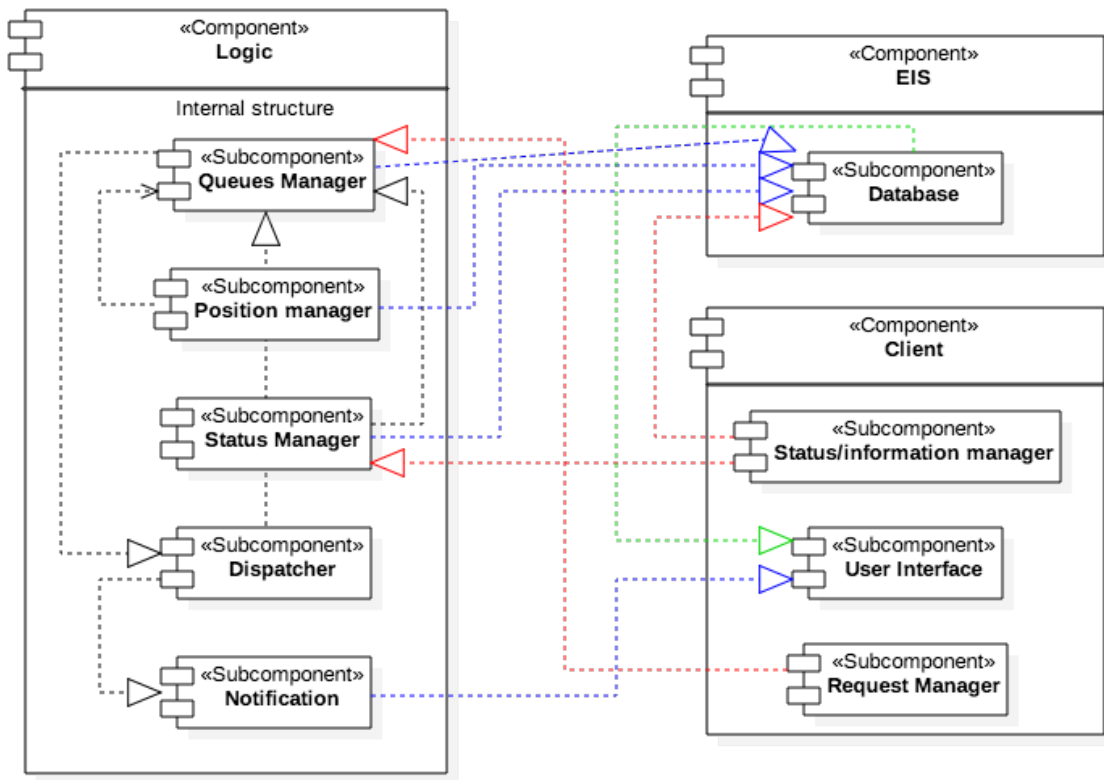 «Component»
Logic
Internal structure
«Subcomponent»
Queues Manager
«Subcomponent»
Position manager
«Subcomponent»
Status Manager
«Subcomponent»
Dispatcher
«Subcomponent»
Notification
«Component»
EIS
«Subcomponent»
Database
«Component»
Client
«Subcomponent»
Status/information manager
«Subcomponent»
User Interface
«Subcomponent»
Request Manager